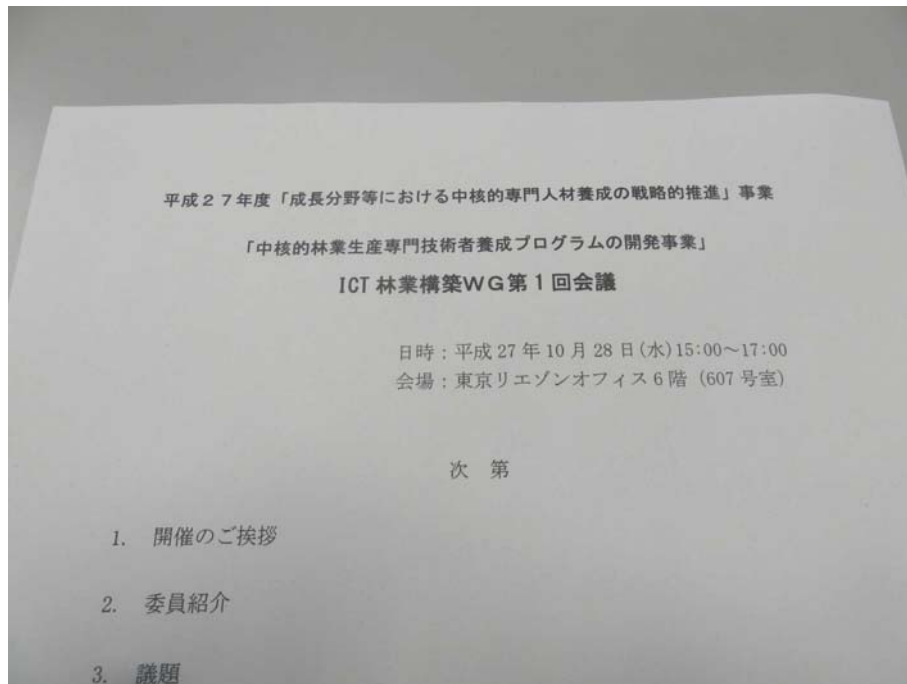 平成２７年度「成長分野等における中核的専門人材養成の戦略的推進」事業
「中核的林業生産専門技術者養成プログラムの開発事業」
ICT 林業構築ＷＧ第１回会議
日時：平成 27 年 10 月 28 日(水)15:00～17:00
会場：東京リエゾンオフィス 6 階（607 号室）
次　第
1.　開催のご挨拶
2.　委員紹介
3.　議題